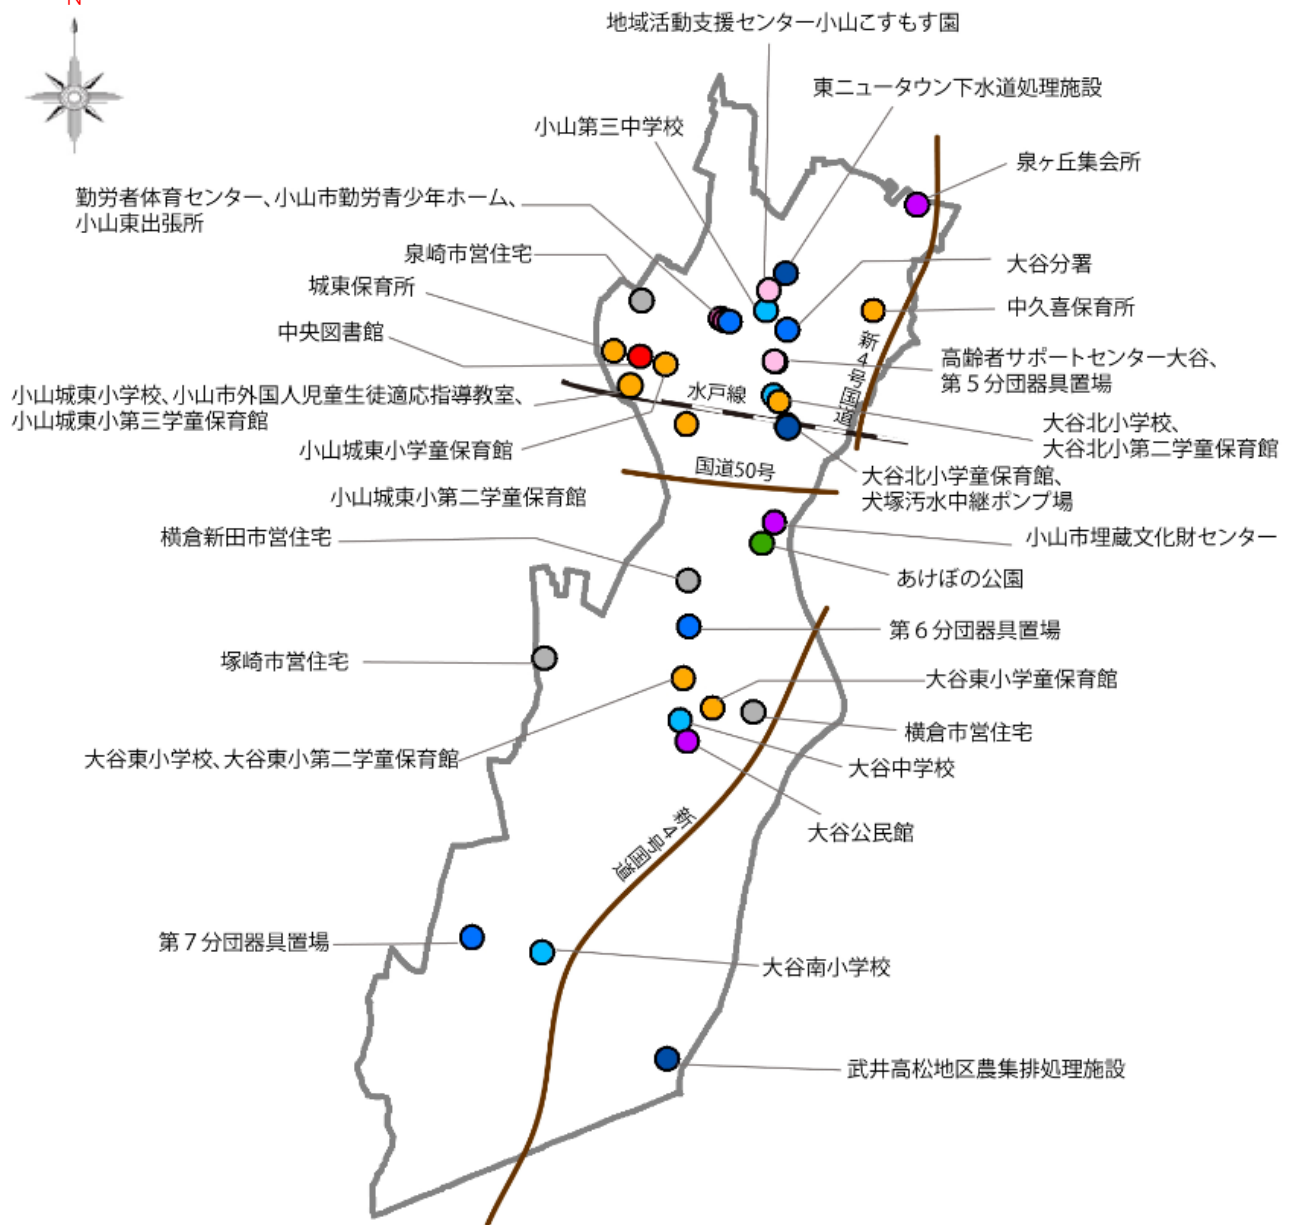 N
地域活動支援センター小山こすもす園
東ニュータウン下水道処理施設
小山第三中学校
泉ヶ丘集会所
勤労者体育センター、小山市勤労青少年ホーム、
小山東出張所
泉崎市営住宅
大谷分署
城東保育所
中久喜保育所
中央図書館
新4号国道
高齢者サポートセンター大谷、
第５分団器具置場
水戸線
小山城東小学校、小山市外国人児童生徒適応指導教室、
小山城東小第三学童保育館
大谷北小学校、
大谷北小第二学童保育館
小山城東小学童保育館
国道50号
大谷北小学童保育館、
犬塚汚水中継ポンプ場
小山城東小第二学童保育館
横倉新田市営住宅
小山市埋蔵文化財センター
あけぼの公園
第６分団器具置場
塚崎市営住宅
大谷東小学童保育館
横倉市営住宅
大谷東小学校、大谷東小第二学童保育館
大谷中学校
大谷公民館
新4号国道
第７分団器具置場
大谷南小学校
武井高松地区農集排処理施設